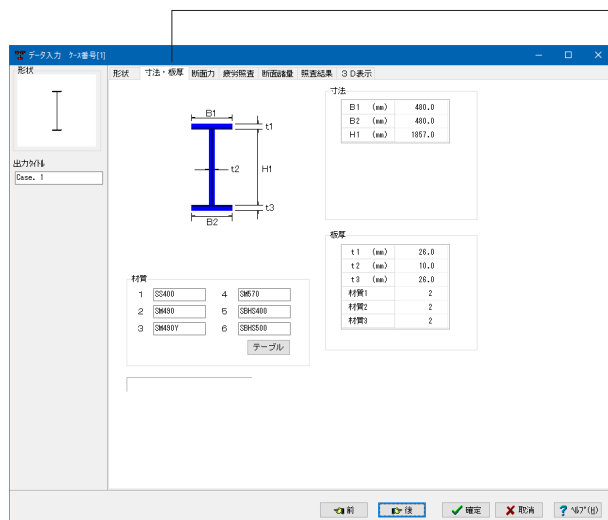 データ入力 ケース番号[1]
形状
出力タイトル
Case. 1
形状 寸法・板厚 断面力 疲労照査 断面諸量 照査結果 3D表示
B1
t1
t2
H1
t3
B2
寸法
B1 (mm) 480.0
B2 (mm) 480.0
H1 (mm) 1857.0
板厚
t1 (mm) 26.0
t2 (mm) 10.0
t3 (mm) 26.0
材質1 2
材質2 2
材質3 2
材質
1 SS400 4 SM570
2 SM490 5 SBHS400
3 SM490Y 6 SBHS500
テーブル
前 後 確定 取消 ヘルプ(H)